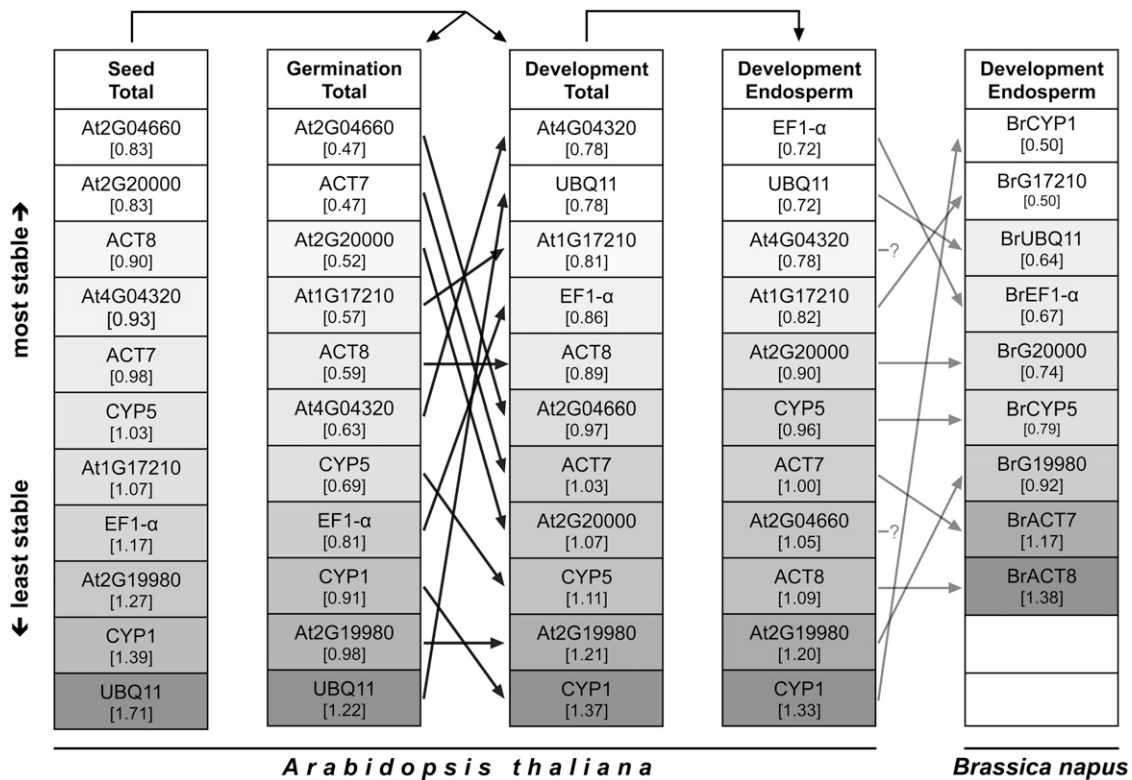 Seed
Total
At2G04660
[0.83]
At2G20000
[0.83]
ACT8
[0.90]
At4G04320
[0.93]
ACT7
[0.98]
CYP5
[1.03]
At1G17210
[1.07]
EF1-α
[1.17]
At2G19980
[1.27]
CYP1
[1.39]
UBQ11
[1.71]
Germination
Total
At2G04660
[0.47]
ACT7
[0.47]
At2G20000
[0.52]
At1G17210
[0.57]
ACT8
[0.59]
At4G04320
[0.63]
CYP5
[0.69]
EF1-α
[0.81]
CYP1
[0.91]
At2G19980
[0.98]
UBQ11
[1.22]
Development
Total
At4G04320
[0.78]
UBQ11
[0.78]
At1G17210
[0.81]
EF1-α
[0.86]
ACT8
[0.89]
At2G04660
[0.97]
ACT7
[1.03]
At2G20000
[1.07]
CYP5
[1.11]
At2G19980
[1.21]
CYP1
[1.37]
Development
Endosperm
EF1-α
[0.72]
UBQ11
[0.72]
At4G04320
[0.78]
At1G17210
[0.82]
At2G20000
[0.90]
CYP5
[0.96]
ACT7
[1.00]
At2G04660
[1.05]
ACT8
[1.09]
At2G19980
[1.20]
CYP1
[1.33]
–?
–?
Development
Endosperm
BrCYP1
[0.50]
BrG17210
[0.50]
BrUBQ11
[0.64]
BrEF1-α
[0.67]
BrG20000
[0.74]
BrCYP5
[0.79]
BrG19980
[0.92]
BrACT7
[1.17]
BrACT8
[1.38]
most stable →
← least stable
Arabidopsis thaliana
Brassica napus